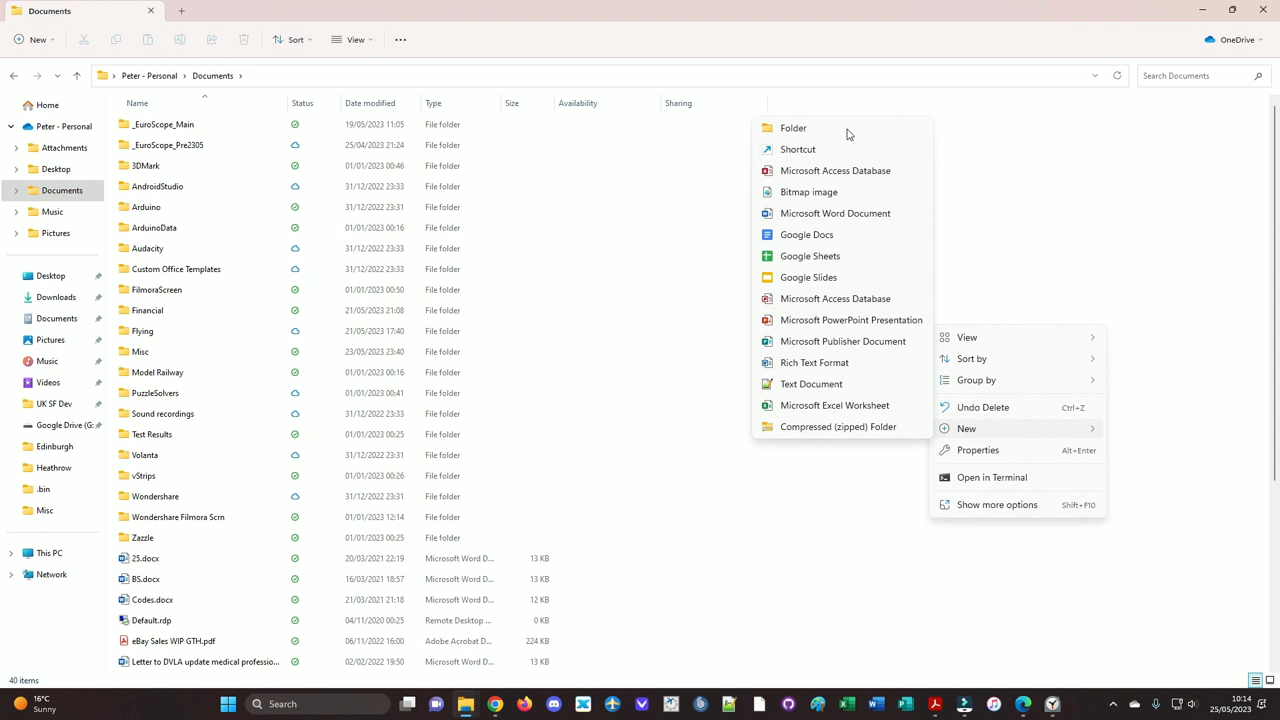 Documents
New
Sort
View
OneDrive
Peter - Personal
Documents
Search Documents
Name
Status
Date modified
Type
Size
Availability
Sharing
Home
Peter - Personal
Attachments
Desktop
Documents
Music
Pictures
Desktop
Downloads
Documents
Pictures
Music
Videos
UK SF Dev
Google Drive (G:
Edinburgh
Heathrow
.bin
Misc
This PC
Network
_EuroScope_Main 19/05/2023 11:05 File folder
_EuroScope_Pre2305 25/04/2023 21:24 File folder
3DMark 01/01/2023 00:46 File folder
AndroidStudio 31/12/2022 23:33 File folder
Arduino 31/12/2022 23:31 File folder
ArduinoData 01/01/2023 00:16 File folder
Audacity 31/12/2022 23:33 File folder
Custom Office Templates 31/12/2022 23:33 File folder
FilmoraScreen 01/01/2023 00:50 File folder
Financial 21/05/2023 21:08 File folder
Flying 21/05/2023 17:40 File folder
Misc 23/05/2023 23:40 File folder
Model Railway 01/01/2023 00:16 File folder
PuzzleSolvers 01/01/2023 00:41 File folder
Sound recordings 31/12/2022 23:33 File folder
Test Results 01/01/2023 00:25 File folder
Volanta 31/12/2022 23:33 File folder
vStrips 01/01/2023 00:26 File folder
Wondershare 31/12/2022 23:31 File folder
Wondershare Filmora Scrn 01/01/2023 12:14 File folder
Zazzle 01/01/2023 00:25 File folder
25.docx 20/03/2021 22:19 Microsoft Word D... 13 KB
BS.docx 16/03/2021 18:57 Microsoft Word D... 13 KB
Codes.docx 21/03/2021 21:18 Microsoft Word D... 12 KB
Default.rdp 04/11/2020 00:25 Remote Desktop ... 0 KB
eBay Sales WIP GTH.pdf 06/11/2022 16:00 Adobe Acrobat D... 224 KB
Letter to DVLA update medical professio... 02/02/2022 19:50 Microsoft Word D... 13 KB
Folder
Shortcut
Microsoft Access Database
Bitmap image
Microsoft Word Document
Google Docs
Google Sheets
Google Slides
Microsoft Access Database
Microsoft PowerPoint Presentation
Microsoft Publisher Document
Rich Text Format
Text Document
Microsoft Excel Worksheet
Compressed (zipped) Folder
View
Sort by
Group by
Undo Delete Ctrl+Z
New
Properties Alt+Enter
Open in Terminal
Show more options Shift+F10
40 items
16°C
Sunny
Search
10:14
25/05/2023